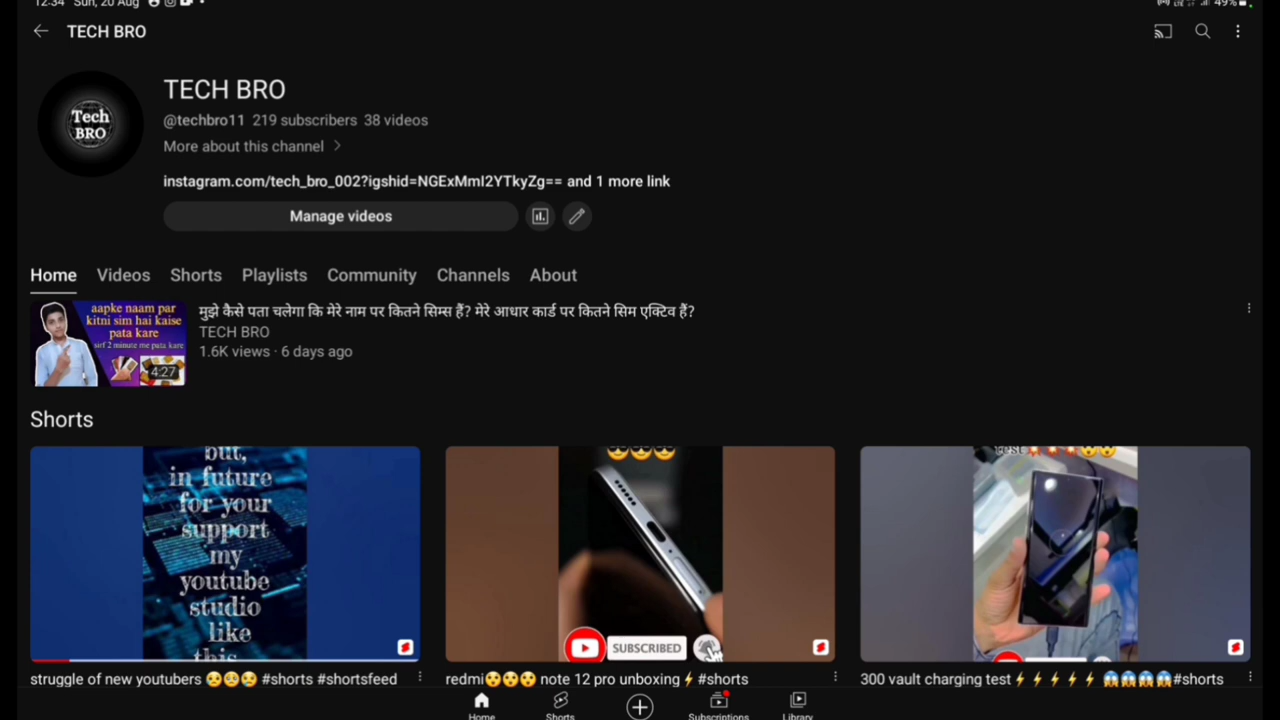 12:34 Sun, 20 Aug
49%
TECH BRO
Tech
BRO
TECH BRO
@techbro11 219 subscribers 38 videos
More about this channel
instagram.com/tech_bro_002?igshid=NGExMmI2YTkyZg== and 1 more link
Manage videos
Home Videos Shorts Playlists Community Channels About
aapke naam par
kitni sim hai kaise
pata kare
sirf 2 minute me pata kare
4:27
मुझे कैसे पता चलेगा कि मेरे नाम पर कितने सिम्स हैं? मेरे आधार कार्ड पर कितने सिम एक्टिव हैं?
TECH BRO
1.6K views · 6 days ago
Shorts
but,
in future
for your
support
my
youtube
studio
like
this
😎😎😎
SUBSCRIBED
test
struggle of new youtubers 😢🥺😢 #shorts #shortsfeed
redmi😯😯😯 note 12 pro unboxing⚡#shorts
300 vault charging test⚡⚡⚡⚡⚡ 😱😱😱😱#shorts
Home Shorts Subscriptions Library